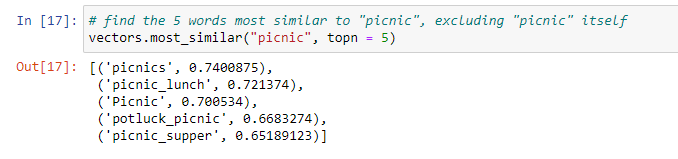 In [17]: # find the 5 words most similar to "picnic", excluding "picnic" itself
vectors.most_similar("picnic", topn = 5)
Out[17]: [('picnics', 0.7400875),
('picnic_lunch', 0.721374),
('Picnic', 0.700534),
('potluck_picnic', 0.6683274),
('picnic_supper', 0.65189123)]